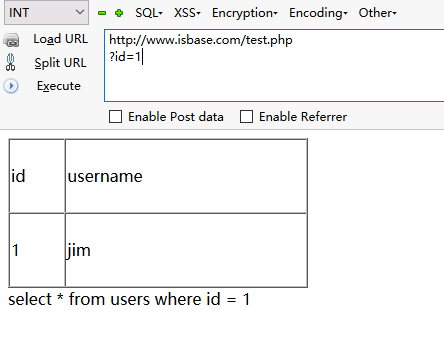 INT SQL▾ XSS▾ Encryption▾ Encoding▾ Other▾
Load URL
http://www.isbase.com/test.php
Split URL
?id=1
Execute
Enable Post data Enable Referrer
id username
1 jim
select * from users where id = 1